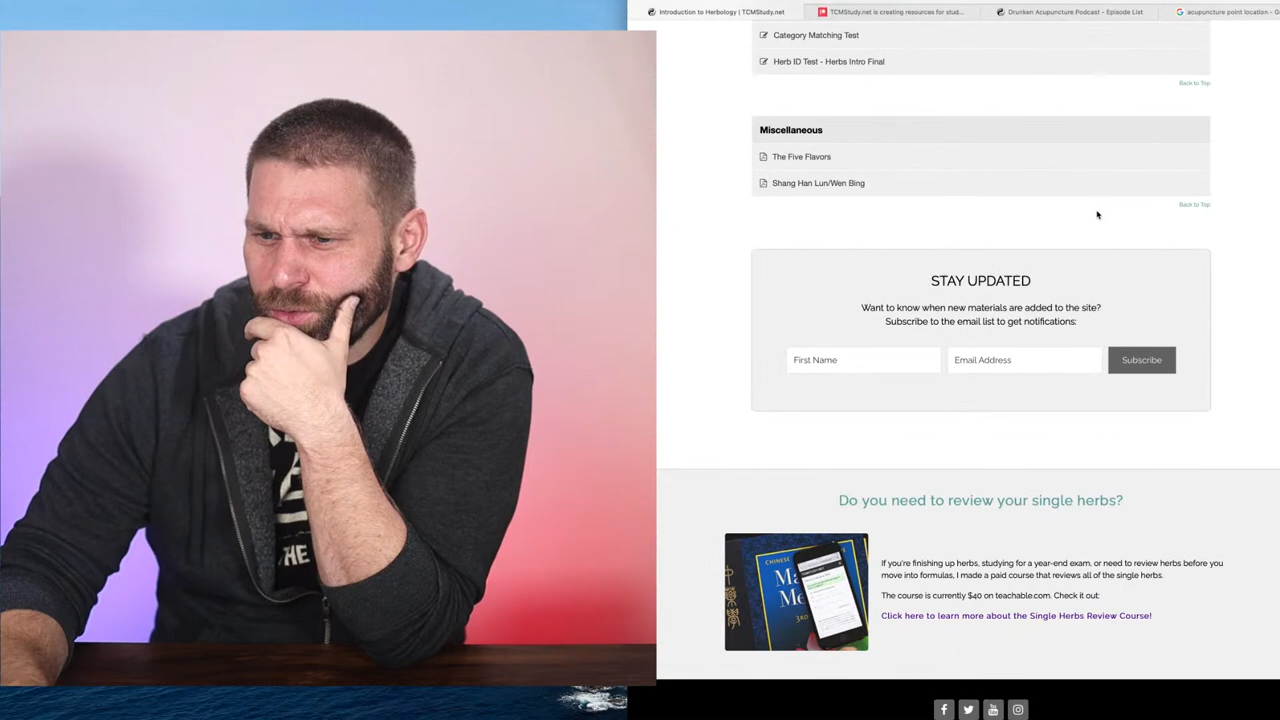 Introduction to Herbology | TCMStudy.net
TCMStudy.net is creating resources for stud...
Drunken Acupuncture Podcast - Episode List
acupuncture point location - G
Category Matching Test
Herb ID Test - Herbs Intro Final
Back to Top
Miscellaneous
The Five Flavors
Shang Han Lun/Wen Bing
Back to Top
STAY UPDATED
Want to know when new materials are added to the site?
Subscribe to the email list to get notifications:
First Name
Email Address
Subscribe
Do you need to review your single herbs?
CHINESE
If you're finishing up herbs, studying for a year-end exam, or need to review herbs before you
move into formulas, I made a paid course that reviews all of the single herbs.
The course is currently $40 on teachable.com. Check it out:
Click here to learn more about the Single Herbs Review Course!
THE